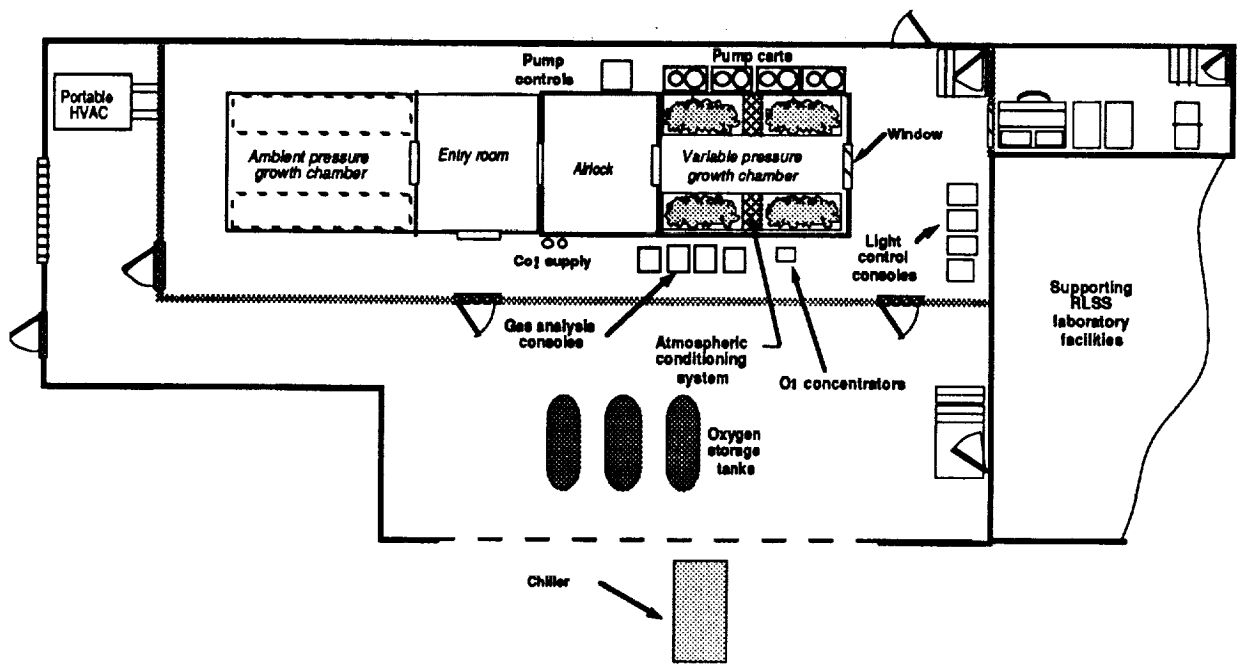 Pump
controls
Pump carts
Portable
HVAC
Ambient pressure
growth chamber
Entry room
Airlock
Variable pressure
growth chamber
Window
Co2 supply
Light
control
consoles
Gas analysis
consoles
Atmospheric
conditioning
system
O1 concentrators
Supporting
RLSS
laboratory
facilities
Oxygen
storage
tanks
Chiller